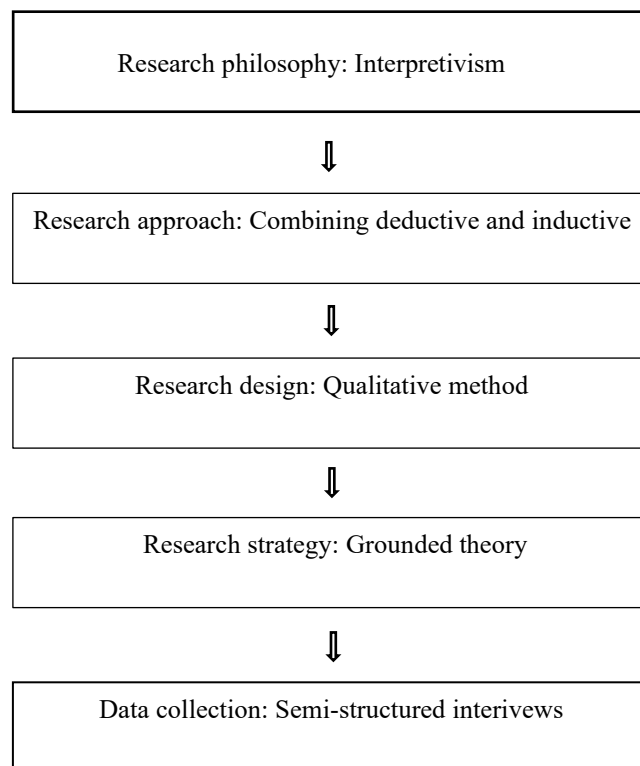 Research philosophy: Interpretivism
Research approach: Combining deductive and inductive
Research design: Qualitative method
Research strategy: Grounded theory
Data collection: Semi-structured interivews